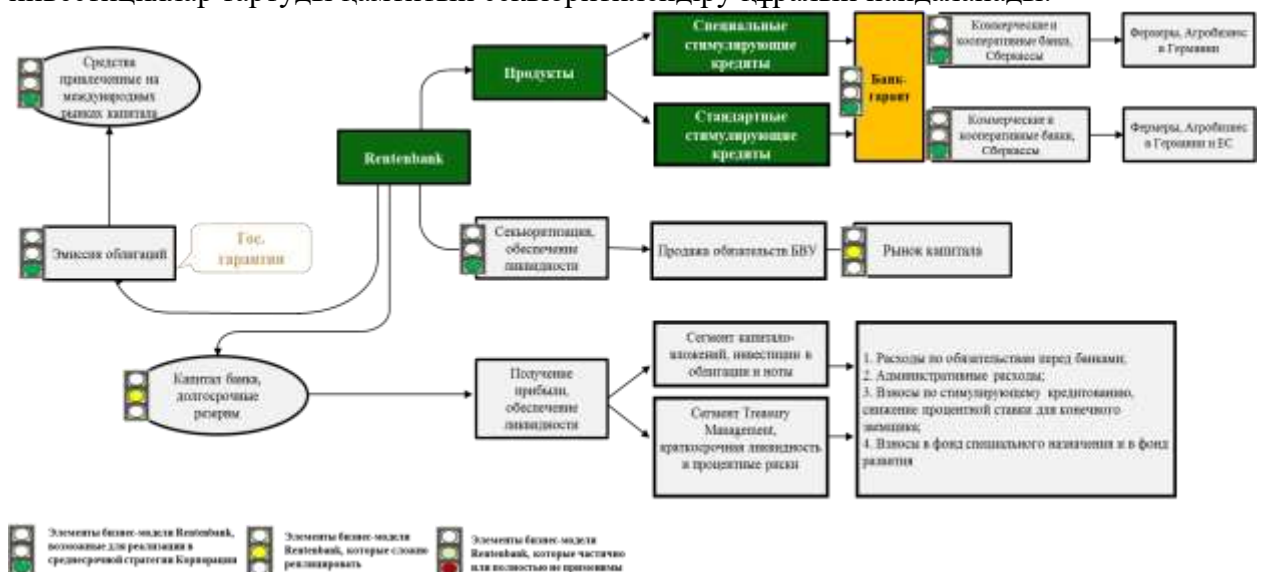 Специальные
стимулирующие
кредиты
Коммерческие и
кооперативные банки,
Сберкассы
Фермеры, Агробизнес
в Германии
Средства
привлеченные на
международных
рынках капитала
Продукты
Банк-
гарант
Стандартные
стимулирующие
кредиты
Коммерческие и
кооперативные банки,
Сберкассы
Фермеры, Агробизнес
в Германии и ЕС
Rentenbank
Эмиссия облигаций
Гос.
гарантии
Секьюритизация,
обеспечение
ликвидности
Продажа обязательств БВУ
Рынок капитала
Капитал банка,
долгосрочные
резервы
Получение
прибыли,
обеспечение
ликвидности
Сегмент капитало-
вложений, инвестиции в
облигации и ноты
Сегмент Treasury
Management,
краткосрочная ликвидность
и процентные риски
1. Расходы по обязательствам перед банками;
2. Административные расходы;
3. Взносы по стимулирующему кредитованию,
снижение процентной ставки для конечного
заемщика;
4. Взносы в фонд специального назначения и в фонд
развития
Элементы бизнес-модели Rentenbank,
возможные для реализации в
среднесрочной стратегии Корпорации
Элементы бизнес-модели
Rentenbank, которые сложно
реплицировать
Элементы бизнес-модели
Rentenbank, которые частично
или полностью не применимы